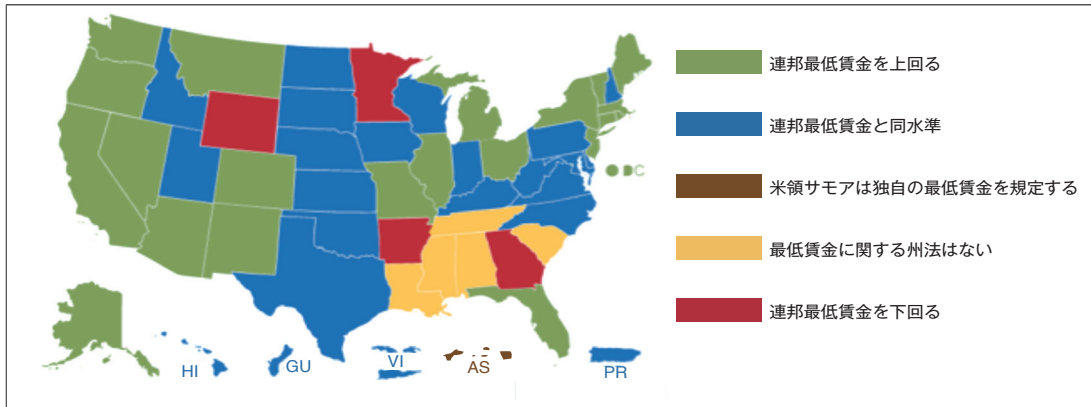 連邦最低賃金を上回る
連邦最低賃金と同水準
DC
米領サモアは独自の最低賃金を規定する
最低賃金に関する州法はない
連邦最低賃金を下回る
HI
GU
VI
AS
PR